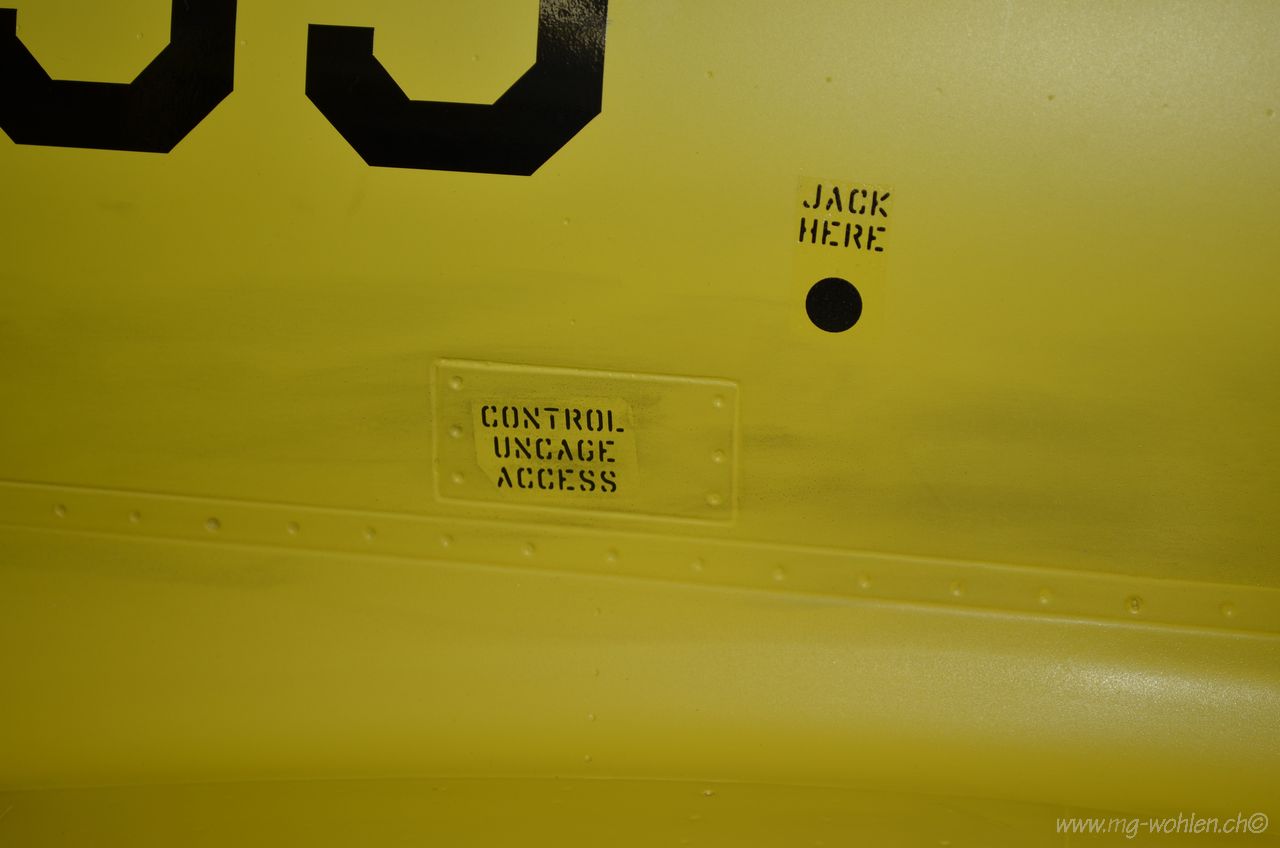 JACK
HERE
CONTROL
UNCAGE
ACCESS
www.mg-wohlen.ch©